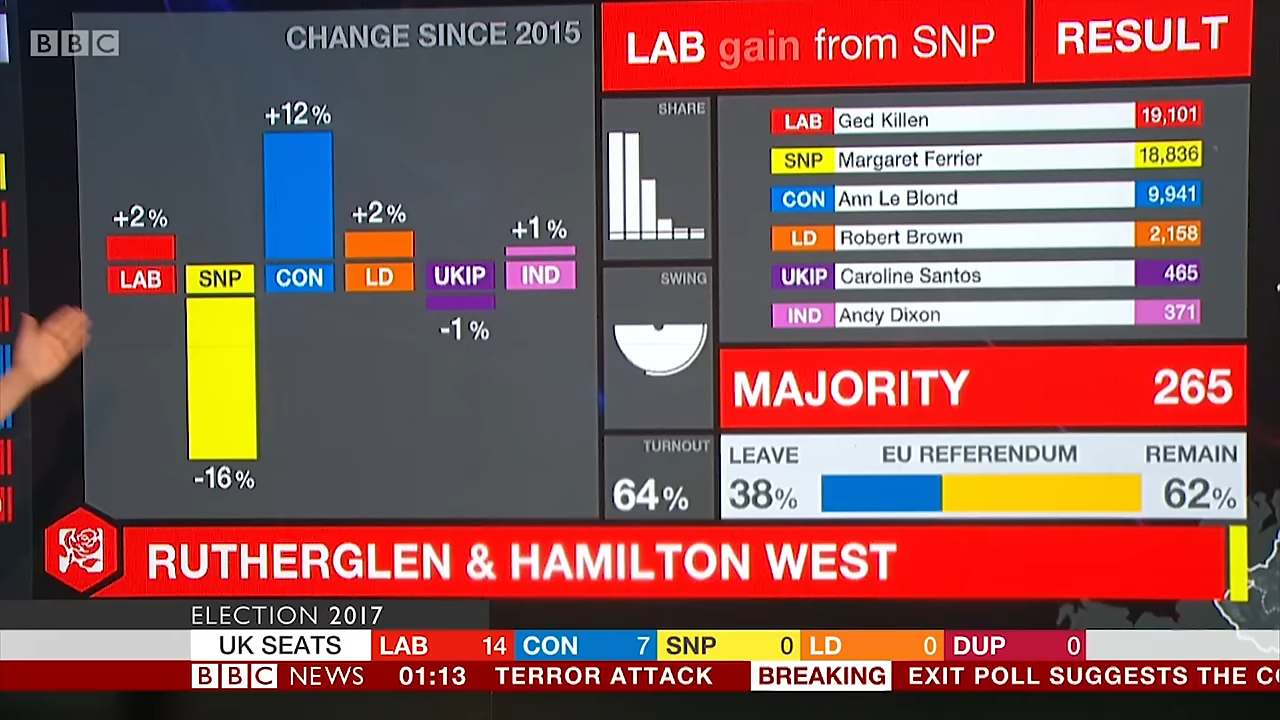 BBC
CHANGE SINCE 2015
+2%
LAB
SNP
-16%
+12%
CON
+2%
LD
UKIP
-1%
+1%
IND
LAB gain from SNP
RESULT
SHARE
SWING
TURNOUT
64%
LAB Ged Killen 19,101
SNP Margaret Ferrier 18,836
CON Ann Le Blond 9,941
LD Robert Brown 2,158
UKIP Caroline Santos 465
IND Andy Dixon 371
MAJORITY 265
LEAVE EU REFERENDUM REMAIN
38% 62%
RUTHERGLEN & HAMILTON WEST
ELECTION 2017
UK SEATS LAB 14 CON 7 SNP 0 LD 0 DUP 0
BBC NEWS 01:13 TERROR ATTACK BREAKING EXIT POLL SUGGESTS THE CO